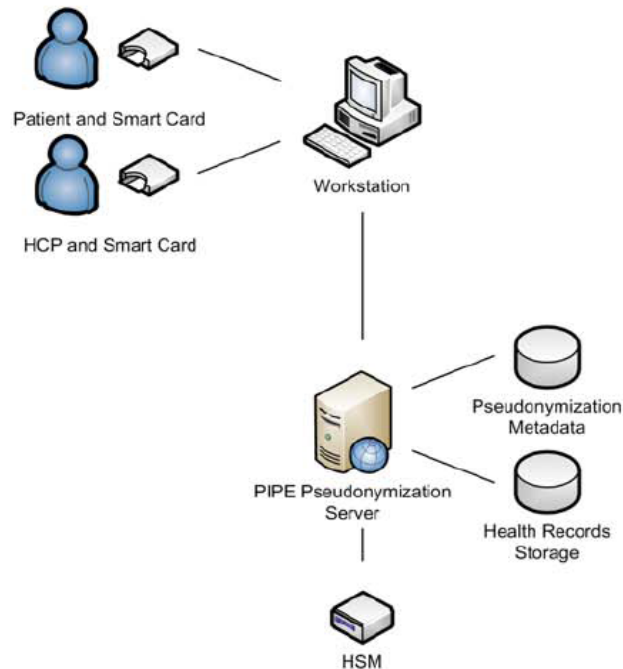 Patient and Smart Card
HCP and Smart Card
Workstation
PIPE Pseudonymization
Server
Pseudonymization
Metadata
Health Records
Storage
HSM